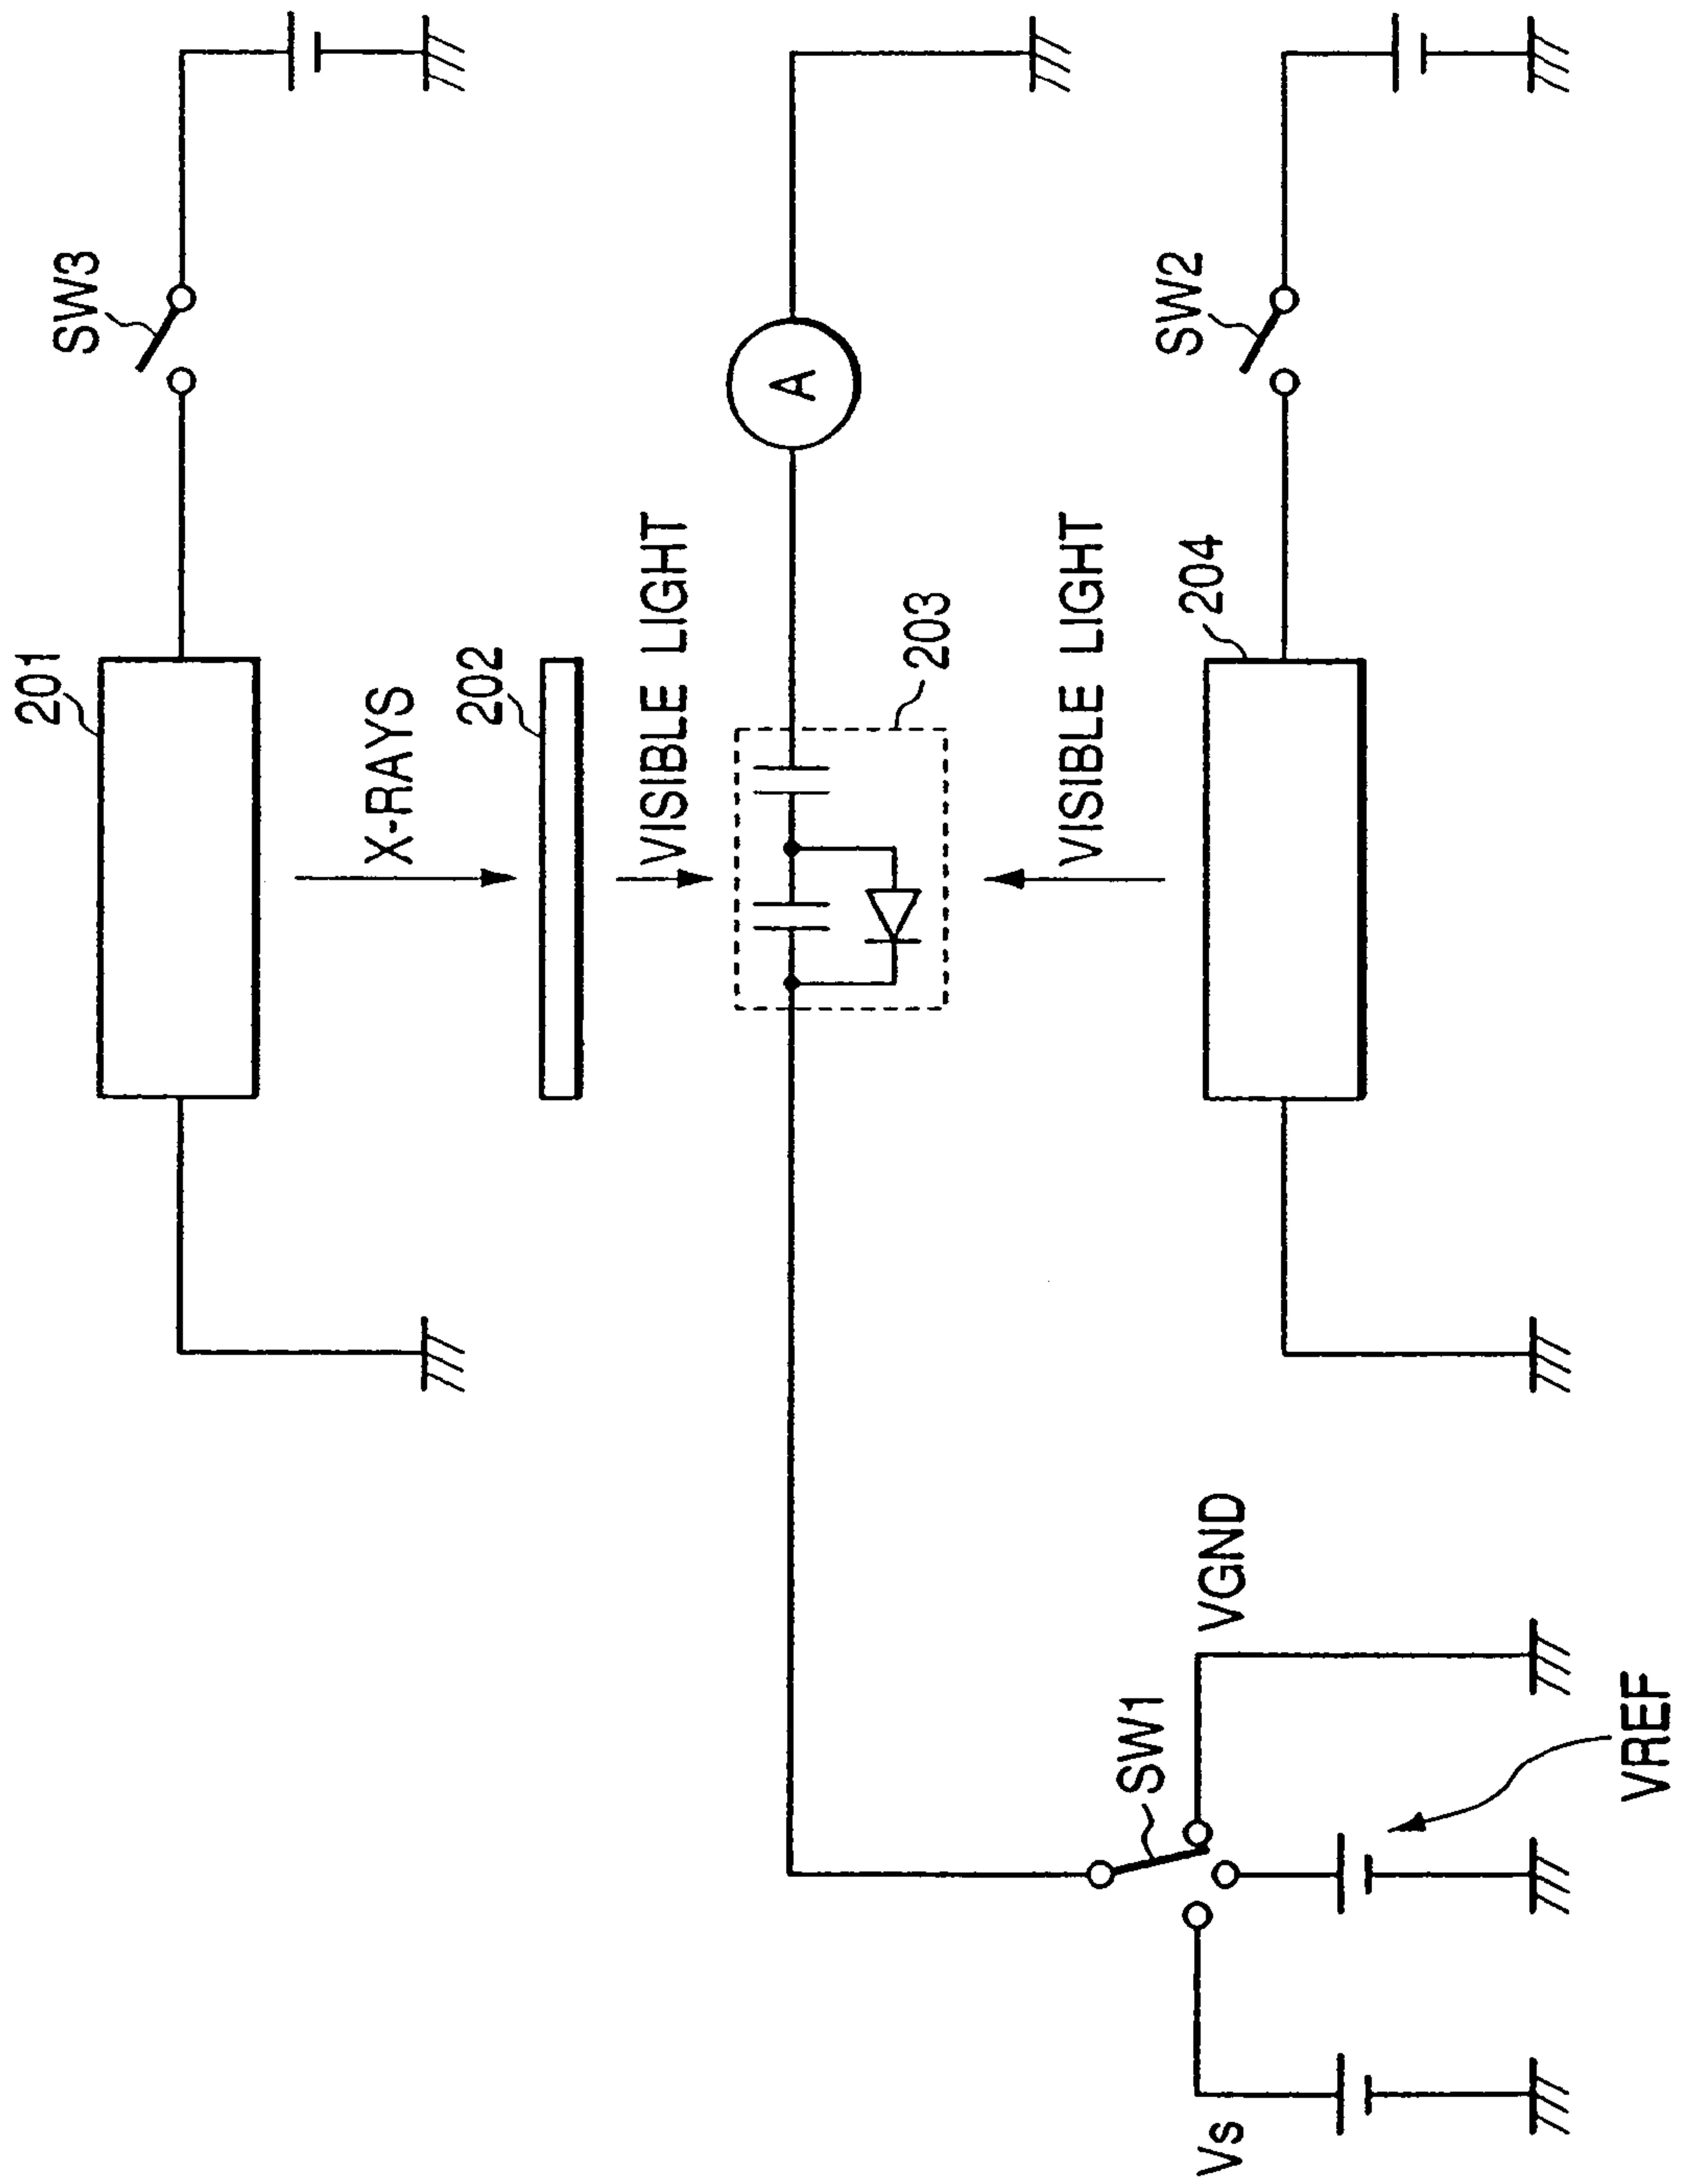 201
SW3
X-RAYS
202
VISIBLE LIGHT
A
203
VISIBLE LIGHT
204
SW2
SW1
VGND
Vs
VREF